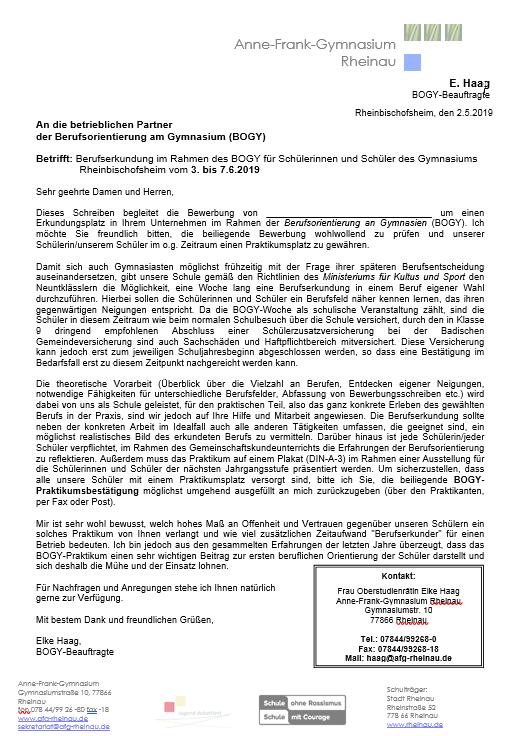 Anne-Frank-Gymnasium
Rheinau
E. Haag
BOGY-Beauftragte
Rheinbischofsheim, den 2.5.2019
An die betrieblichen Partner
der Berufsorientierung am Gymnasium (BOGY)
Betrifft: Berufserkundung im Rahmen des BOGY für Schülerinnen und Schüler des Gymnasiums
Rheinbischofsheim vom 3. bis 7.6.2019
Sehr geehrte Damen und Herren,
Dieses Schreiben begleitet die Bewerbung von ______________________________ um einen
Erkundungsplatz in Ihrem Unternehmen im Rahmen der Berufsorientierung an Gymnasien (BOGY). Ich
möchte Sie freundlich bitten, die beiliegende Bewerbung wohlwollend zu prüfen und unserer
Schülerin/unserem Schüler im o.g. Zeitraum einen Praktikumsplatz zu gewähren.
Damit sich auch Gymnasiasten möglichst frühzeitig mit der Frage ihrer späteren Berufsentscheidung
auseinandersetzen, gibt unsere Schule gemäß den Richtlinien des Ministeriums für Kultus und Sport den
Neuntklässlern die Möglichkeit, eine Woche lang eine Berufserkundung in einem Beruf eigener Wahl
durchzuführen. Hierbei sollen die Schülerinnen und Schüler ein Berufsfeld näher kennen lernen, das ihren
gegenwärtigen Neigungen entspricht. Da die BOGY-Woche als schulische Veranstaltung zählt, sind die
Schüler in diesem Zeitraum wie beim normalen Schulbesuch über die Schule versichert, durch den in Klasse
9 dringend empfohlenen Abschluss einer Schülerzusatzversicherung bei der Badischen
Gemeindeversicherung sind auch Sachschäden und Haftpflichtbereich mitversichert. Diese Versicherung
kann jedoch erst zum jeweiligen Schuljahresbeginn abgeschlossen werden, so dass eine Bestätigung im
Bedarfsfall erst zu diesem Zeitpunkt nachgereicht werden kann.
Die theoretische Vorarbeit (Überblick über die Vielzahl an Berufen, Entdecken eigener Neigungen,
notwendige Fähigkeiten für unterschiedliche Berufsfelder, Abfassung von Bewerbungsschreiben etc.) wird
dabei von uns als Schule geleistet, für den praktischen Teil, also das ganz konkrete Erleben des gewählten
Berufs in der Praxis, sind wir jedoch auf Ihre Hilfe und Mitarbeit angewiesen. Die Berufserkundung sollte
neben der konkreten Arbeit im Idealfall auch alle anderen Tätigkeiten umfassen, die geeignet sind, ein
möglichst realistisches Bild des erkundeten Berufs zu vermitteln. Darüber hinaus ist jede Schülerin/jeder
Schüler verpflichtet, im Rahmen des Gemeinschaftskundeunterrichts die Erfahrungen der Berufsorientierung
zu reflektieren. Außerdem muss das Praktikum auf einem Plakat (DIN-A-3) im Rahmen einer Ausstellung für
die Schülerinnen und Schüler der nächsten Jahrgangsstufe präsentiert werden. Um sicherzustellen, dass
alle unsere Schüler mit einem Praktikumsplatz versorgt sind, bitte ich Sie, die beiliegende BOGY-
Praktikumsbestätigung möglichst umgehend ausgefüllt an mich zurückzugeben (über den Praktikanten,
per Fax oder Post).
Mir ist sehr wohl bewusst, welch hohes Maß an Offenheit und Vertrauen gegenüber unseren Schülern ein
solches Praktikum von Ihnen verlangt und wie viel zusätzlichen Zeitaufwand "Berufserkunder" für einen
Betrieb bedeuten. Ich bin jedoch aus den gesammelten Erfahrungen der letzten Jahre überzeugt, dass das
BOGY-Praktikum einen sehr wichtigen Beitrag zur ersten beruflichen Orientierung der Schüler darstellt und
sich deshalb die Mühe und der Einsatz lohnen.
Für Nachfragen und Anregungen stehe ich Ihnen natürlich
gerne zur Verfügung.
Mit bestem Dank und freundlichen Grüßen,
Elke Haag,
BOGY-Beauftragte
Kontakt:
Frau Oberstudienrätin Elke Haag
Anne-Frank-Gymnasium Rheinau
Gymnasiumstr. 10
77866 Rheinau
Tel.: 07844/99268-0
Fax: 07844/99268-18
Mail: haag@afg-rheinau.de
Anne-Frank-Gymnasium
Gymnasiumstraße 10, 77866
Rheinau
fon 078 44/99 26 -80 fax -18
www.afg-rheinau.de
sekretariat@afg-rheinau.de
jugend debattiert
Schule ohne Rassismus
Schule mit Courage
Schulträger:
Stadt Rheinau
Rheinstraße 52
778 66 Rheinau
www.rheinau.de